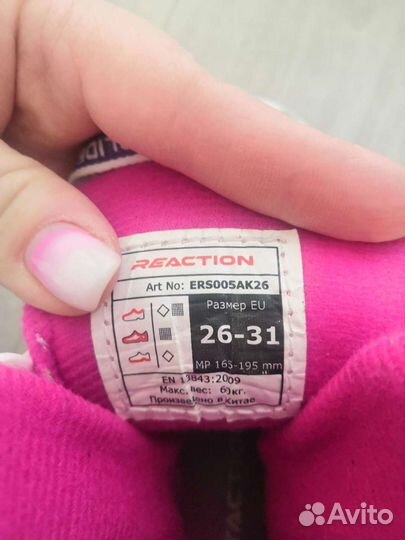 REACTION
Art No: ERS005AK26
Размер EU
26-31
MP 165-195 mm
EN 13843:2009
Макс. вес: 60кг.
Произведено в Китае
REACTION
Avito